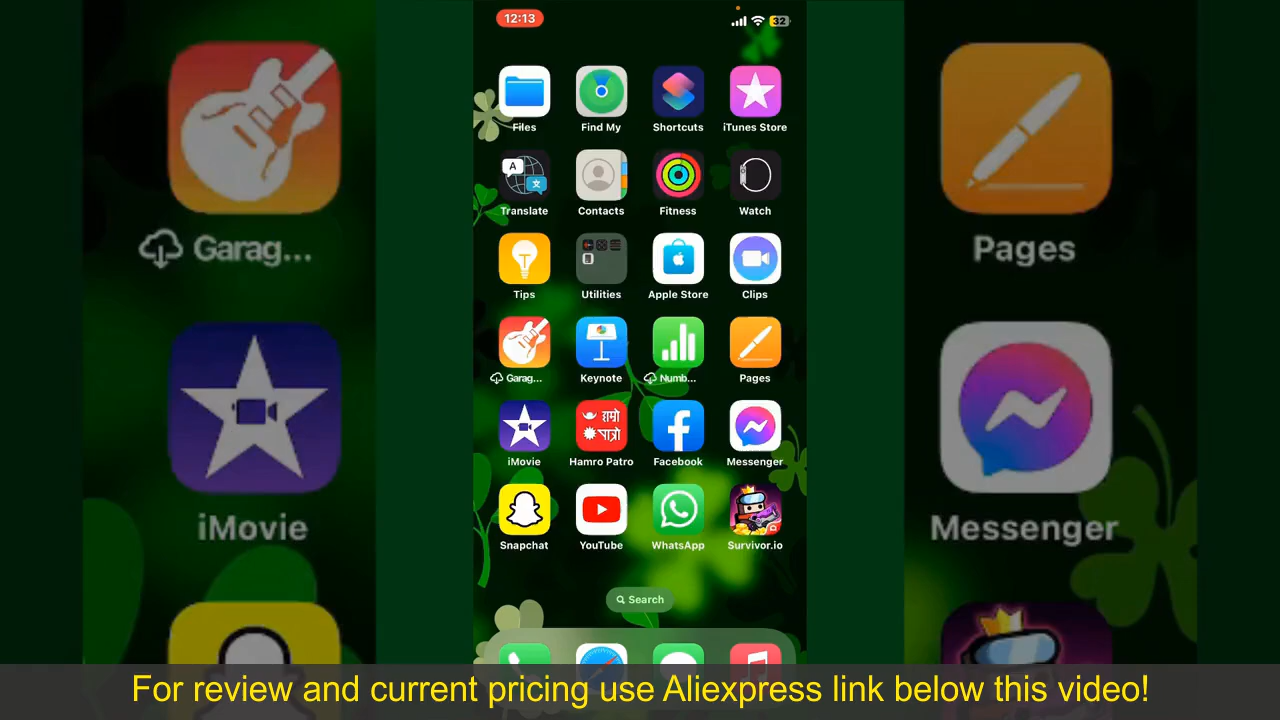 12:13
32
Files Find My Shortcuts iTunes Store
Translate Contacts Fitness Watch
Tips Utilities Apple Store Clips
Garag... Keynote Numb... Pages
iMovie Hamro Patro Facebook Messenger
Snapchat YouTube WhatsApp Survivor.io
Search
Garag...
iMovie
Pages
Messenger
A
文
हाम्रो
पात्रो
For review and current pricing use Aliexpress link below this video!